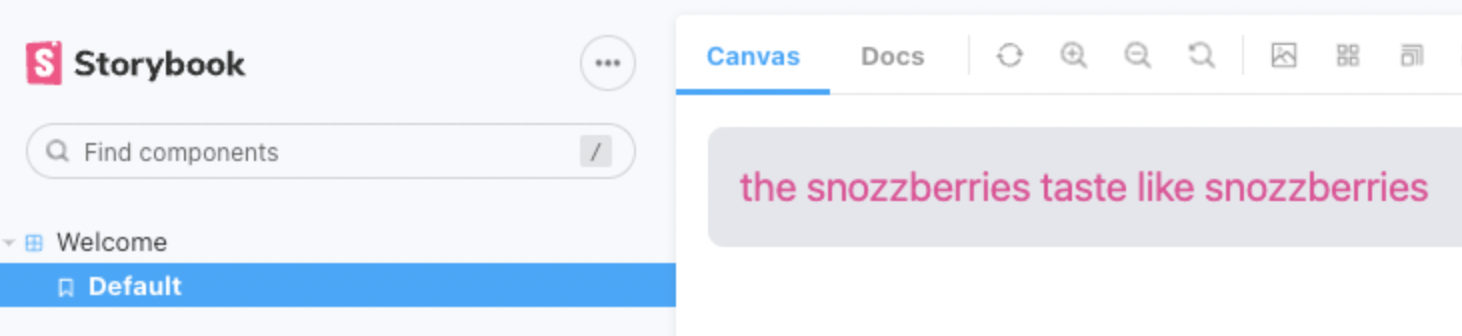 Storybook
Canvas Docs
Find components /
the snozzberries taste like snozzberries
Welcome
Default